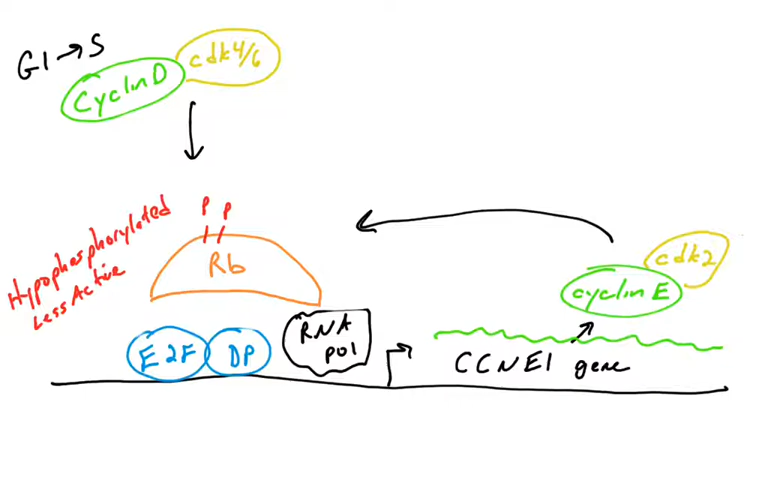 G1→S
CyclinD
cdk4/6
Hypophosphorylated
Less Active
P P
Rb
cdk2
cyclin E
E2F
DP
RNA
pol
CCNE1 gene